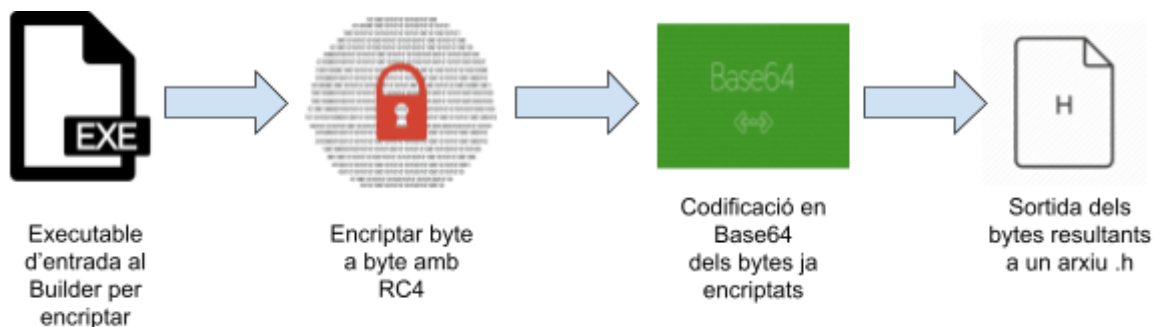 EXE
Base64
<··>
H
Executable
d'entrada al
Builder per
encriptar
Encriptar byte
a byte amb
RC4
Codificació en
Base64
dels bytes ja
encriptats
Sortida dels
bytes resultants
a un arxiu .h